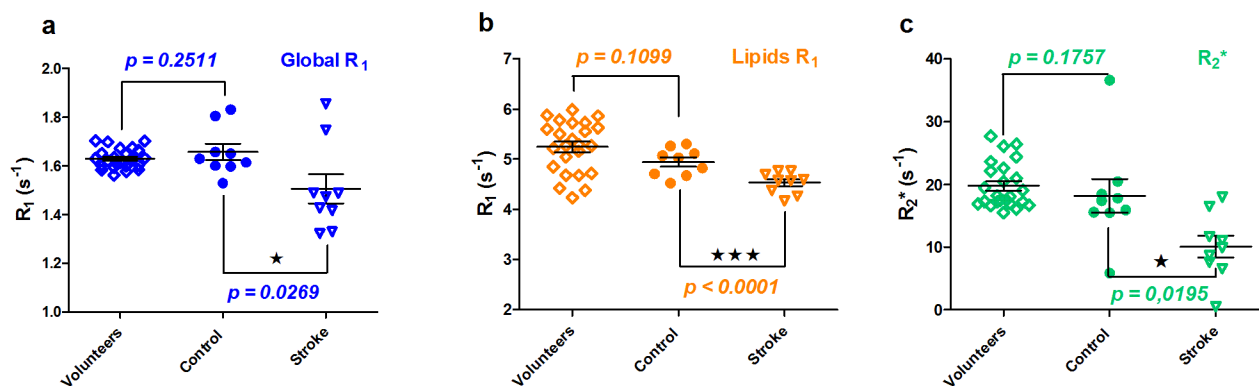 a
p = 0.2511
Global R1
R1 (s-1)
2.0
1.8
1.6
1.4
1.2
1.0
★
p = 0.0269
Volunteers
Control
Stroke
b
p = 0.1099
Lipids R1
R1 (s-1)
7
6
5
4
3
2
★★★
p < 0.0001
Volunteers
Control
Stroke
c
p = 0.1757
R2*
R2* (s-1)
40
30
20
10
0
★
p = 0,0195
Volunteers
Control
Stroke